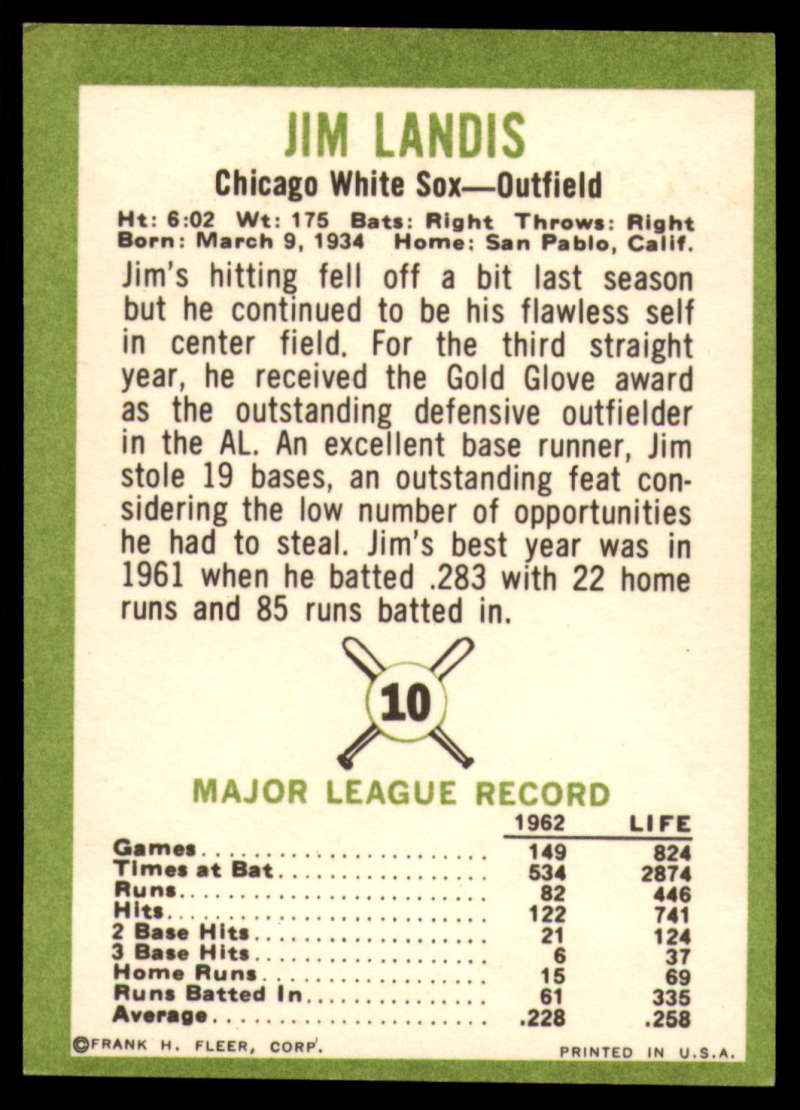 JIM LANDIS
Chicago White Sox—Outfield
Ht: 6:02 Wt: 175 Bats: Right Throws: Right
Born: March 9, 1934 Home: San Pablo, Calif.
Jim's hitting fell off a bit last season
but he continued to be his flawless self
in center field. For the third straight
year, he received the Gold Glove award
as the outstanding defensive outfielder
in the AL. An excellent base runner, Jim
stole 19 bases, an outstanding feat con-
sidering the low number of opportunities
he had to steal. Jim's best year was in
1961 when he batted .283 with 22 home
runs and 85 runs batted in.
10
MAJOR LEAGUE RECORD
1962 LIFE
Games........................ 149 824
Times at Bat.................. 534 2874
Runs.......................... 82 446
Hits.......................... 122 741
2 Base Hits................... 21 124
3 Base Hits................... 6 37
Home Runs.................... 15 69
Runs Batted In................ 61 335
Average....................... .228 .258
©FRANK H. FLEER, CORP.
PRINTED IN U.S.A.